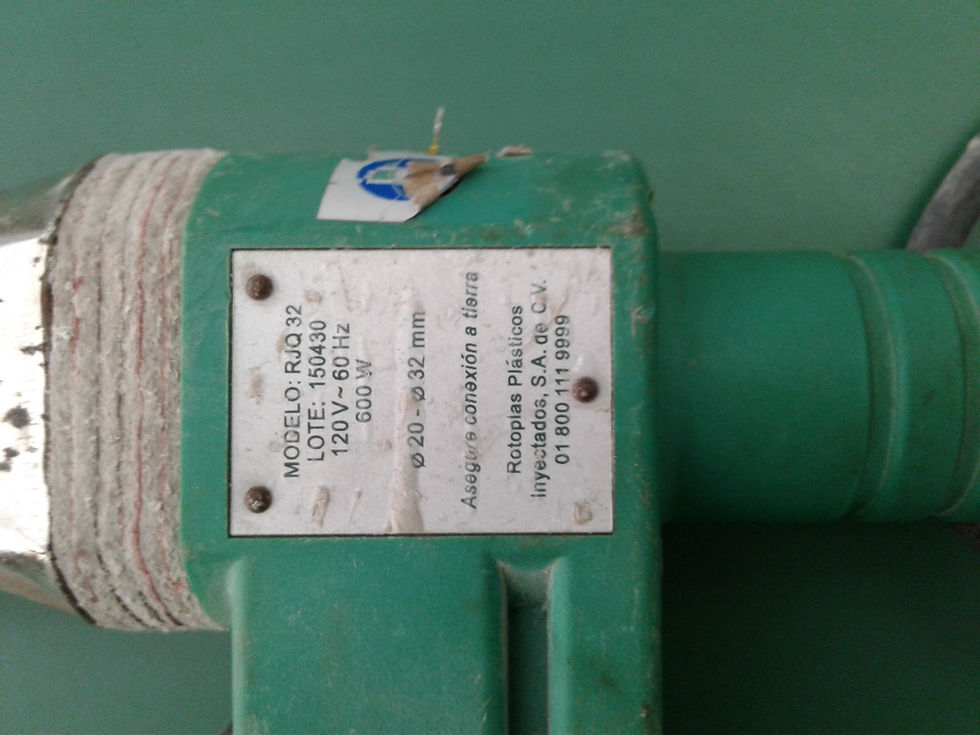 MODELO: RJQ 32
LOTE: 150430
120 V ~ 60 Hz
600 W
⌀ 20 - ⌀ 32 mm
Asegure conexión a tierra
Rotoplas Plásticos
Inyectados, S.A. de C.V.
01 800 111 9999